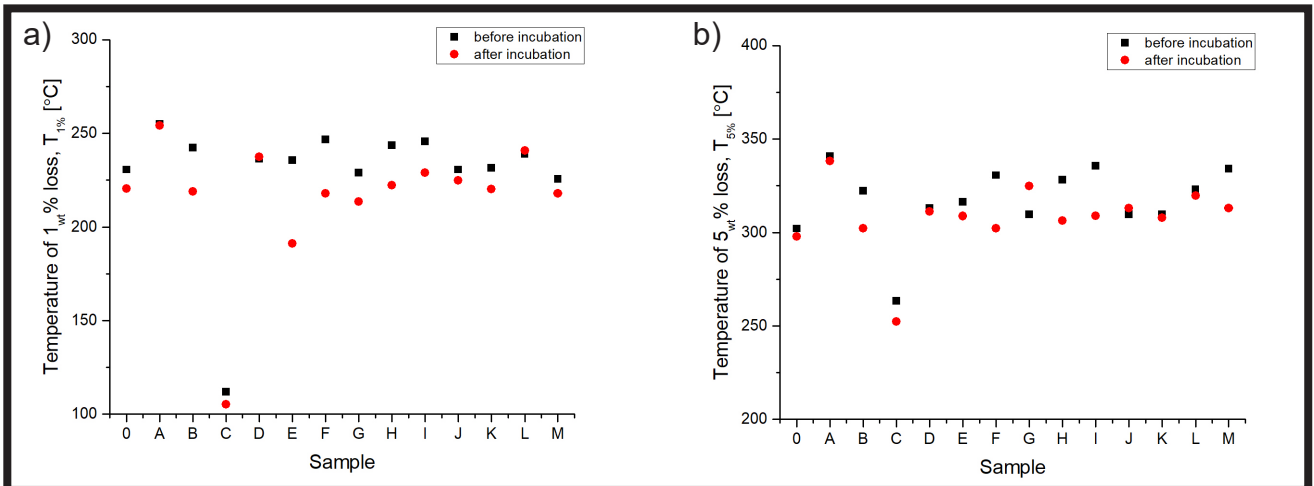 a)
before incubation
after incubation
Temperature of 1wt% loss, T1% [°C]
300
250
200
150
100
0 A B C D E F G H I J K L M
Sample
b)
before incubation
after incubation
Temperature of 5wt% loss, T5% [°C]
400
350
300
250
200
0 A B C D E F G H I J K L M
Sample